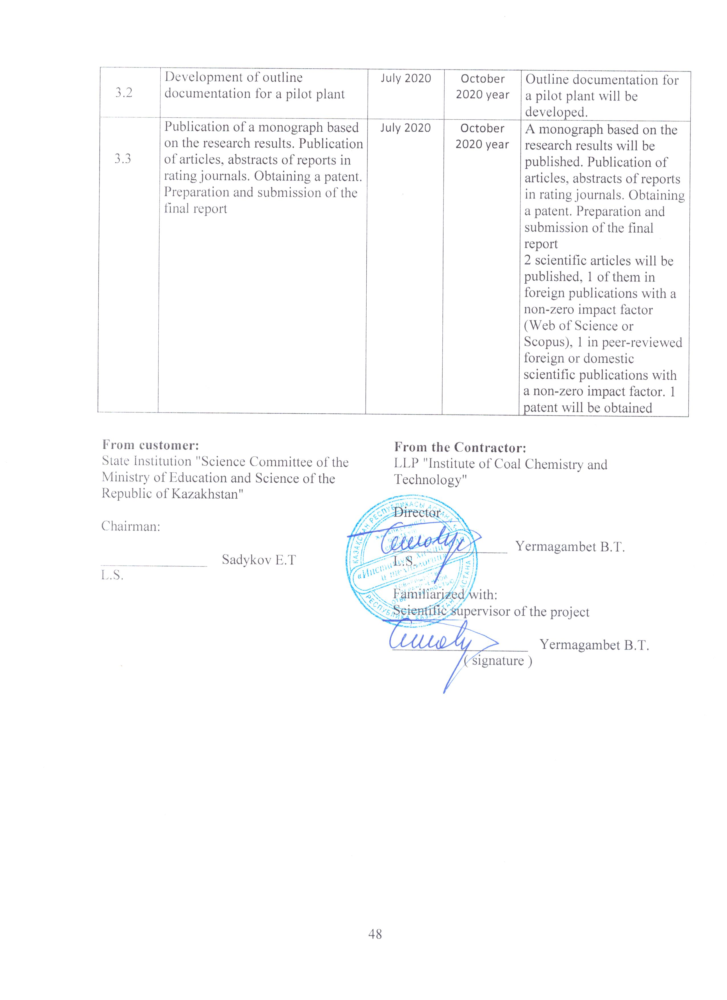 3.2
Development of outline
documentation for a pilot plant
July 2020
October
2020 year
Outline documentation for
a pilot plant will be
developed.
3.3
Publication of a monograph based
on the research results. Publication
of articles, abstracts of reports in
rating journals. Obtaining a patent.
Preparation and submission of the
final report
July 2020
October
2020 year
A monograph based on the
research results will be
published. Publication of
articles, abstracts of reports
in rating journals. Obtaining
a patent. Preparation and
submission of the final
report
2 scientific articles will be
published, 1 of them in
foreign publications with a
non-zero impact factor
(Web of Science or
Scopus), 1 in peer-reviewed
foreign or domestic
scientific publications with
a non-zero impact factor. 1
patent will be obtained
From customer:
State Institution "Science Committee of the
Ministry of Education and Science of the
Republic of Kazakhstan"
Chairman:
Sadykov E.T
L.S.
From the Contractor:
LLP "Institute of Coal Chemistry and
Technology"
Director
Yermagambet B.T.
L.S.
Familiarized with:
Scientific supervisor of the project
Yermagambet B.T.
( signature )
ҚАЗАҚСТАН РЕСПУБЛИКАСЫ АСТАНА Қ.
«Институт химии
и технологии»
РЕСПУБЛИКА КАЗАХСТАН АСТАНА
48